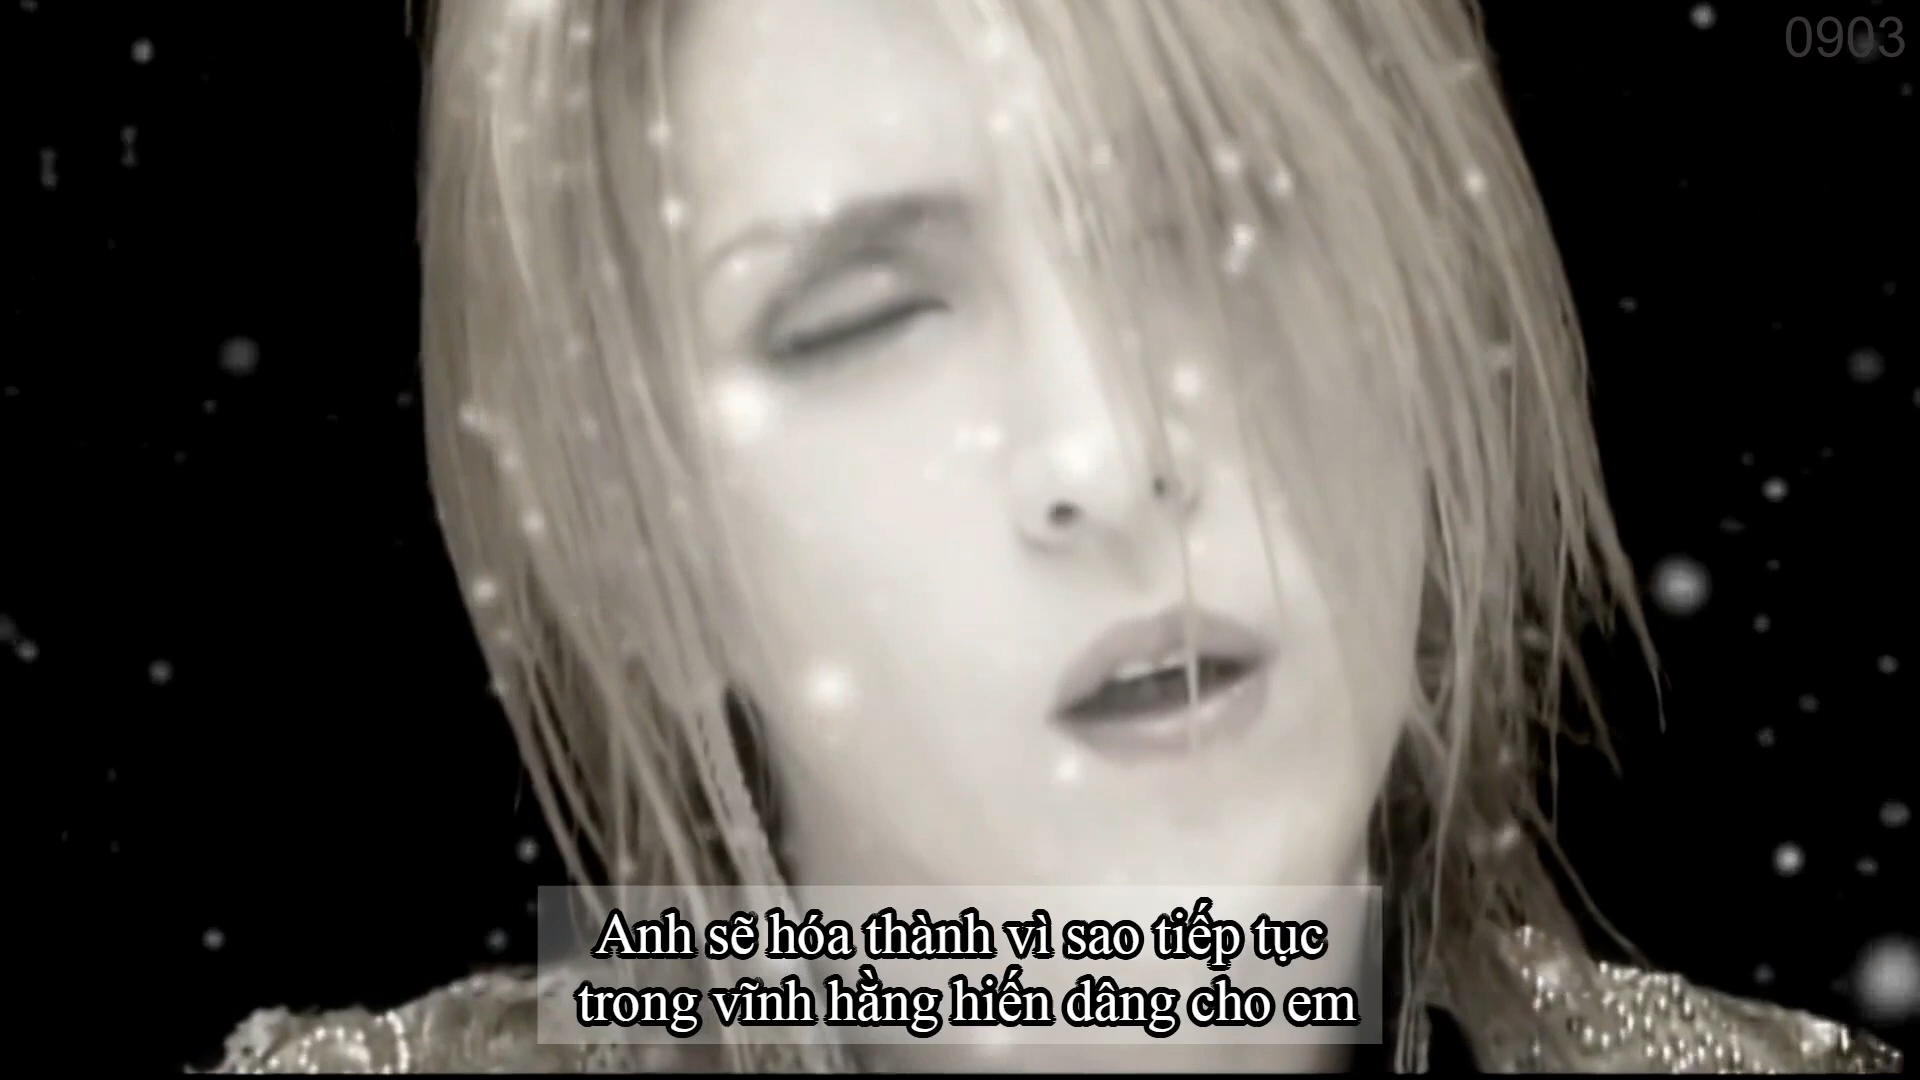 0903
Anh sẽ hóa thành vì sao tiếp tục
trong vĩnh hằng hiến dâng cho em